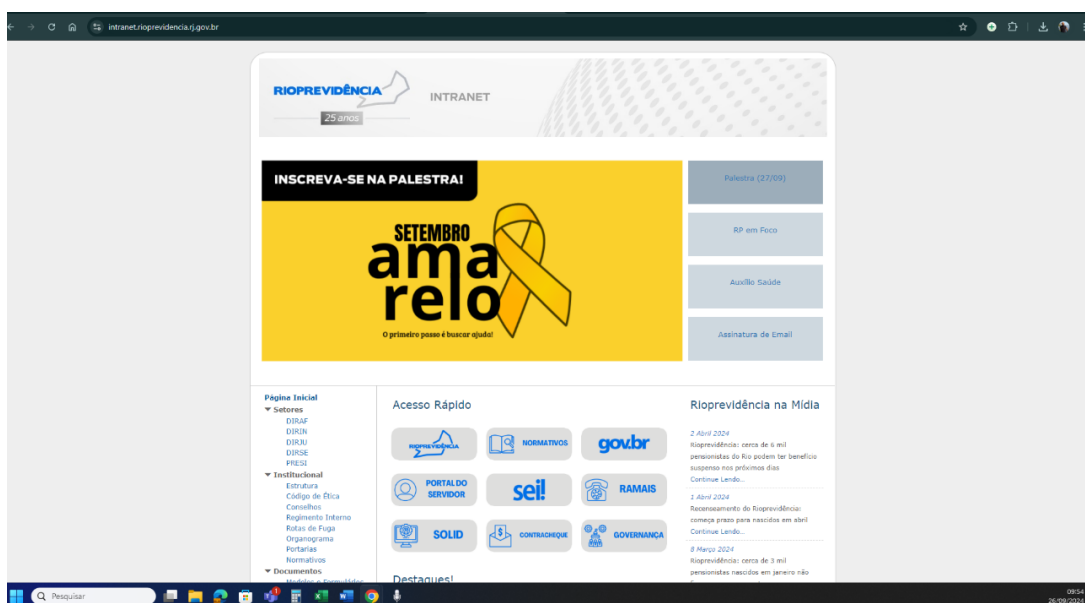 intranet.rioprevidencia.rj.gov.br
RIOPREVIDÊNCIA
25 anos
INTRANET
INSCREVA-SE NA PALESTRA!
SETEMBRO
ama
relo
O primeiro passo é buscar ajuda!
Palestra (27/09)
RP em Foco
Auxílio Saúde
Assinatura de Email
Página Inicial
Setores
DIRAF
DIRIN
DIRJU
DIRSE
PRESI
Institucional
Estrutura
Código de Ética
Conselhos
Regimento Interno
Rotas de Fuga
Organograma
Portarias
Normativos
Documentos
Modelos e Formulários
Acesso Rápido
RIOPREVIDÊNCIA
NORMATIVOS
gov.br
PORTAL DO
SERVIDOR
sei!
RAMAIS
SOLID
CONTRACHEQUE
GOVERNANÇA
Destaques!
Rioprevidência na Mídia
2 Abril 2024
Rioprevidência: cerca de 6 mil
pensionistas do Rio podem ter benefício
suspenso nos próximos dias
Continue Lendo...
1 Abril 2024
Recenseamento do Rioprevidência:
começa prazo para nascidos em abril
Continue Lendo...
8 Março 2024
Rioprevidência: cerca de 3 mil
pensionistas nascidos em janeiro não
Pesquisar
09:54
26/09/2024